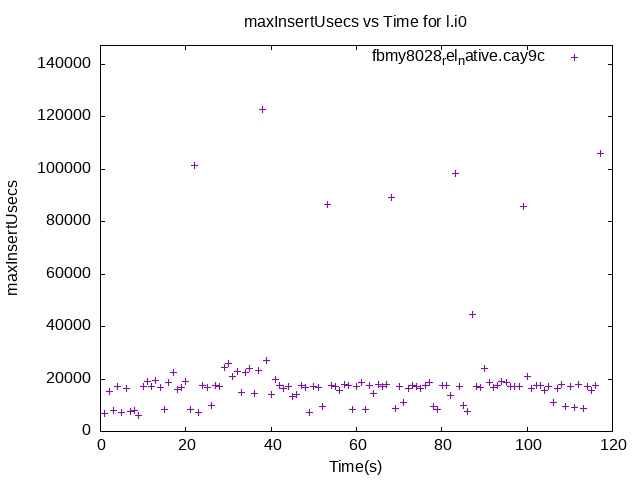 maxInsertUsecs vs Time for l.i0
fbmy8028relnative.cay9c
140000
120000
100000
80000
60000
40000
20000
0
maxInsertUsecs
0 20 40 60 80 100 120
Time(s)